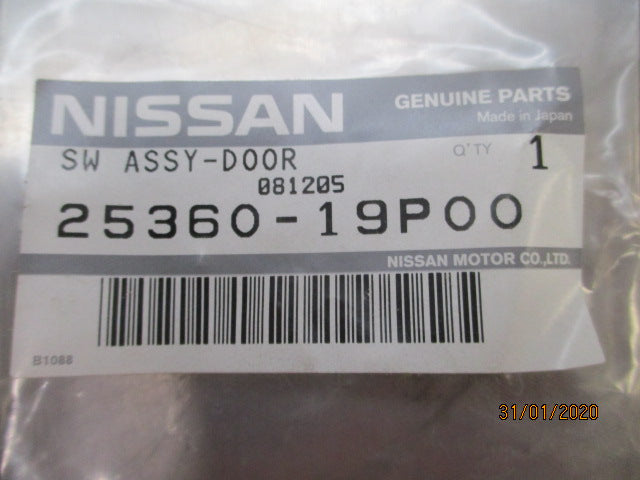 NISSAN
GENUINE PARTS
Made in Japan
SW ASSY-DOOR
Q'TY 1
081205
25360-19P00
NISSAN MOTOR CO.,LTD.
B1088
31/01/2020